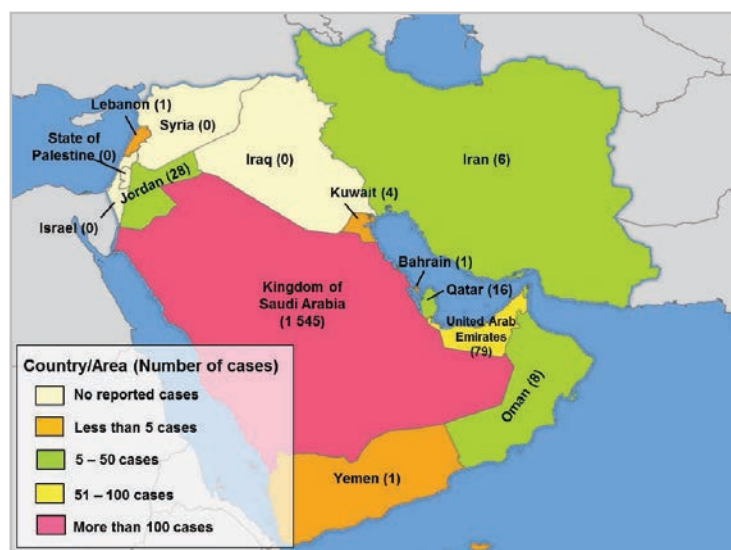 Lebanon (1)
Syria (0)
State of
Palestine (0)
Iraq (0)
Iran (6)
Jordan (28)
Kuwait (4)
Israel (0)
Bahrain (1)
Kingdom of
Saudi Arabia
(1 545)
Qatar (16)
United Arab
Emirates
(79)
Oman (8)
Yemen (1)
Country/Area (Number of cases)
No reported cases
Less than 5 cases
5 – 50 cases
51 – 100 cases
More than 100 cases